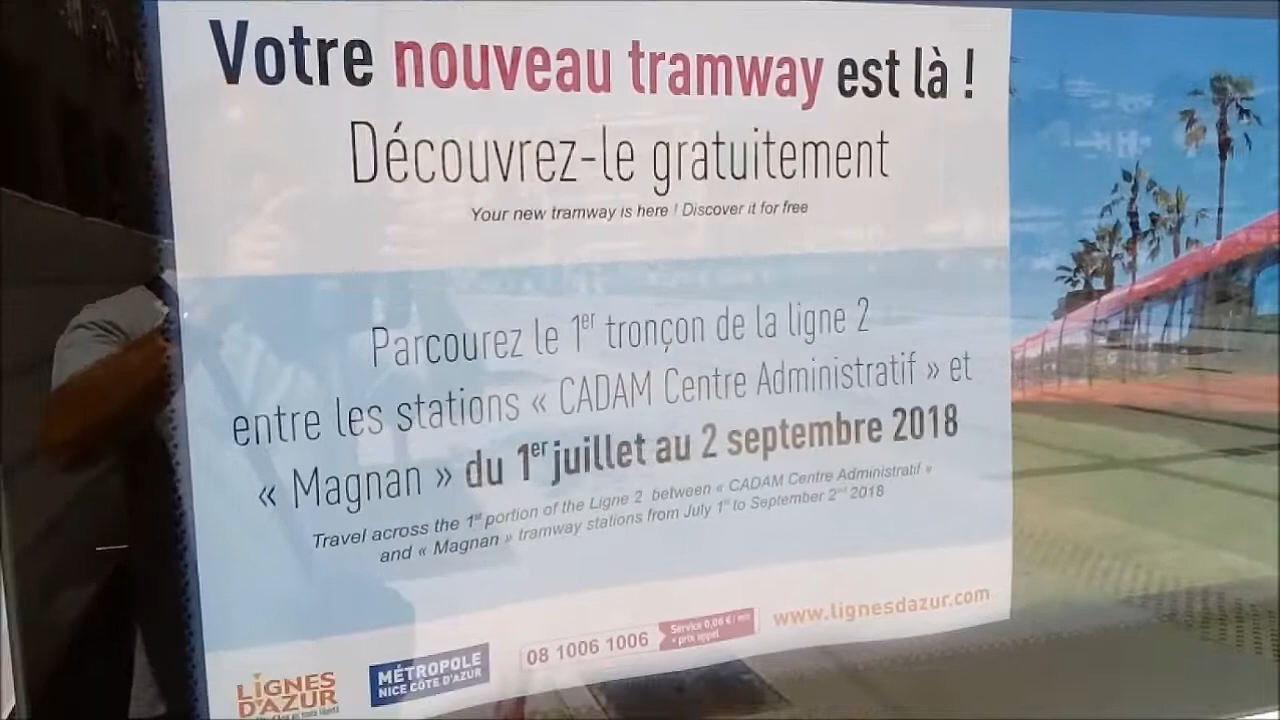 Votre nouveau tramway est là !
Découvrez-le gratuitement
Your new tramway is here ! Discover it for free
Parcourez le 1er tronçon de la ligne 2
entre les stations « CADAM Centre Administratif » et
« Magnan » du 1er juillet au 2 septembre 2018
Travel across the 1st portion of the Ligne 2 between « CADAM Centre Administratif »
and « Magnan » tramway stations from July 1st to September 2nd 2018
LIGNES
D'AZUR
MÉTROPOLE
NICE CÔTE D'AZUR
08 1006 1006
Service 0,06 € / min
+ prix appel
www.lignesdazur.com